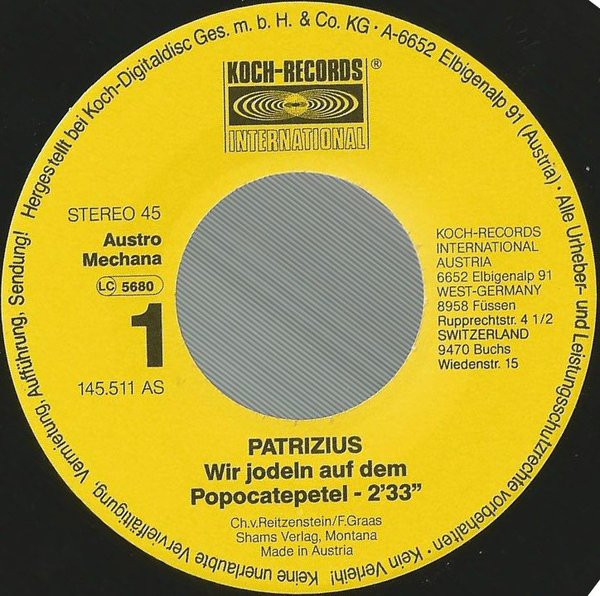 Hergestellt bei Koch-Digitaldisc Ges. m. b. H. & Co. KG · A-6652 Elbigenalp 91 (Austria) · Alle Urheber- und Leistungsschutzrechte vorbehalten · Kein Verleih! Keine unerlaubte Vervielfältigung, Vermietung, Aufführung, Sendung!
KOCH-RECORDS ®
INTERNATIONAL
STEREO 45
Austro
Mechana
LC 5680
1
145.511 AS
KOCH-RECORDS
INTERNATIONAL
AUSTRIA
6652 Elbigenalp 91
WEST-GERMANY
8958 Füssen
Rupprechtstr. 4 1/2
SWITZERLAND
9470 Buchs
Wiedenstr. 15
PATRIZIUS
Wir jodeln auf dem
Popocatepetel - 2'33"
Ch.v.Reitzenstein/F.Graas
Shams Verlag, Montana
Made in Austria